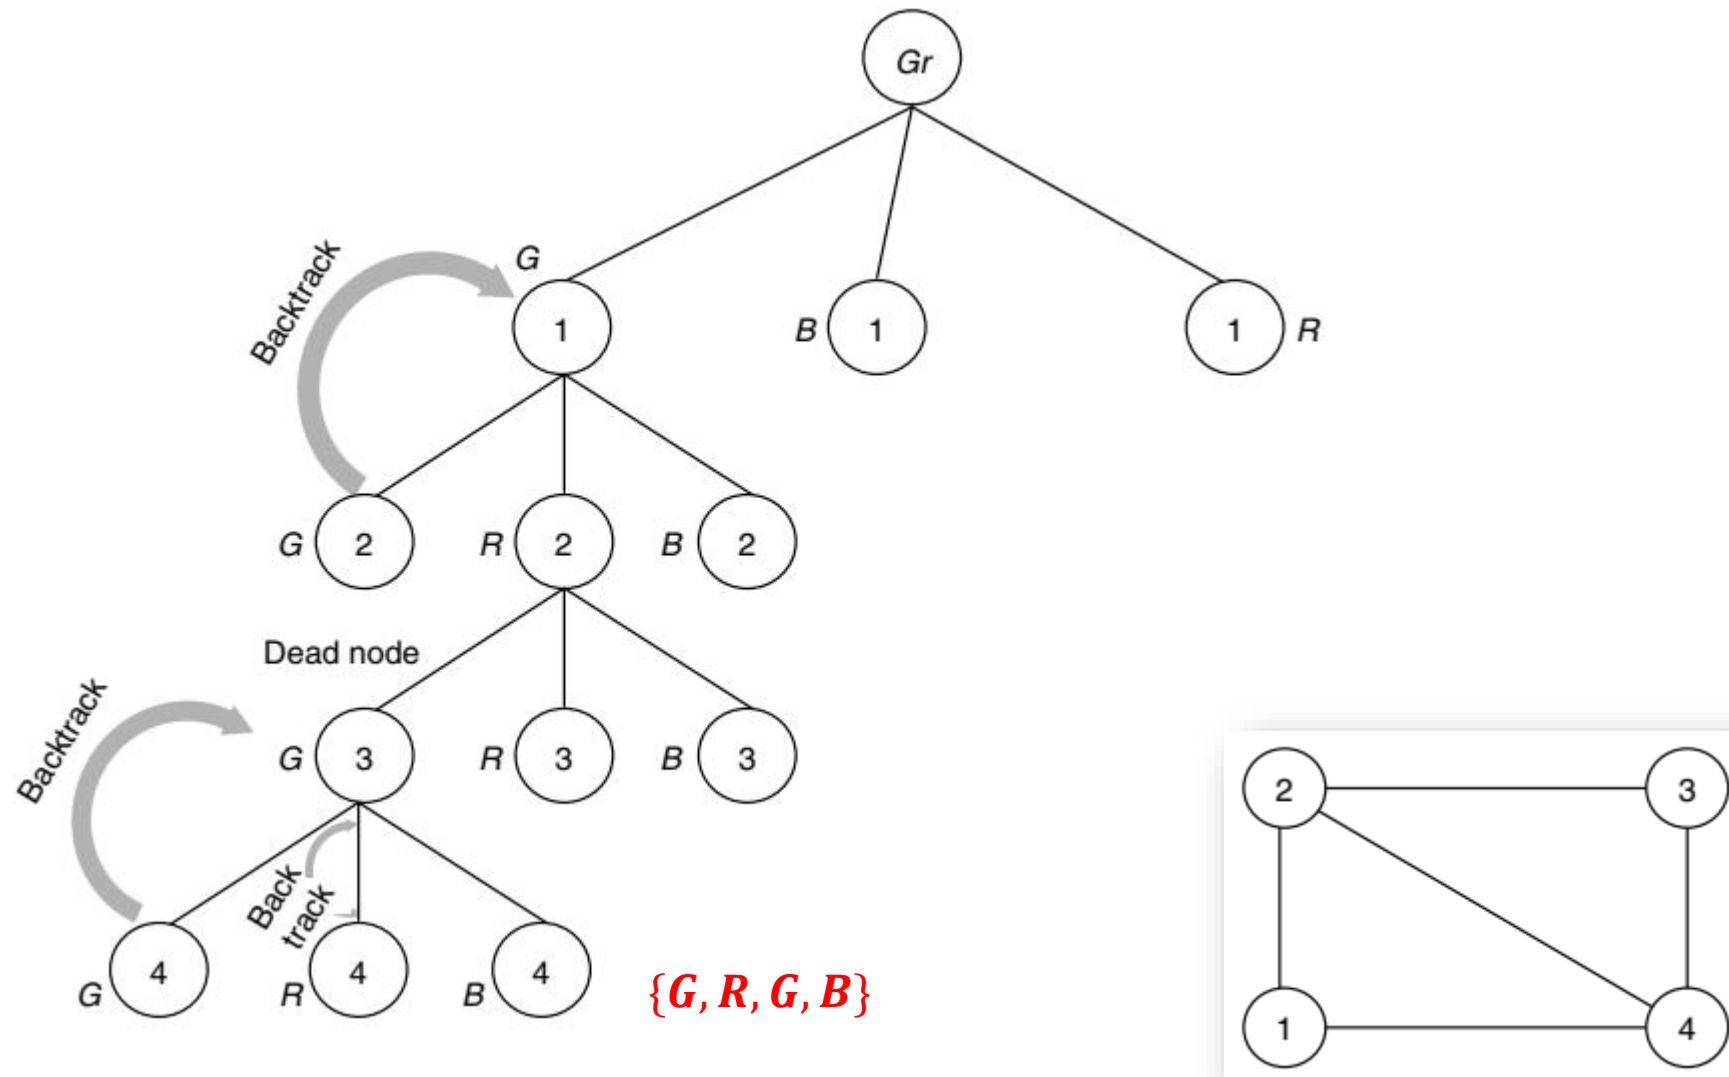 Gr
G
Backtrack
1
B 1
1 R
G 2
R 2
B 2
Dead node
Backtrack
G 3
R 3
B 3
Back
track
G 4
R 4
B 4
{G, R, G, B}
2
3
1
4